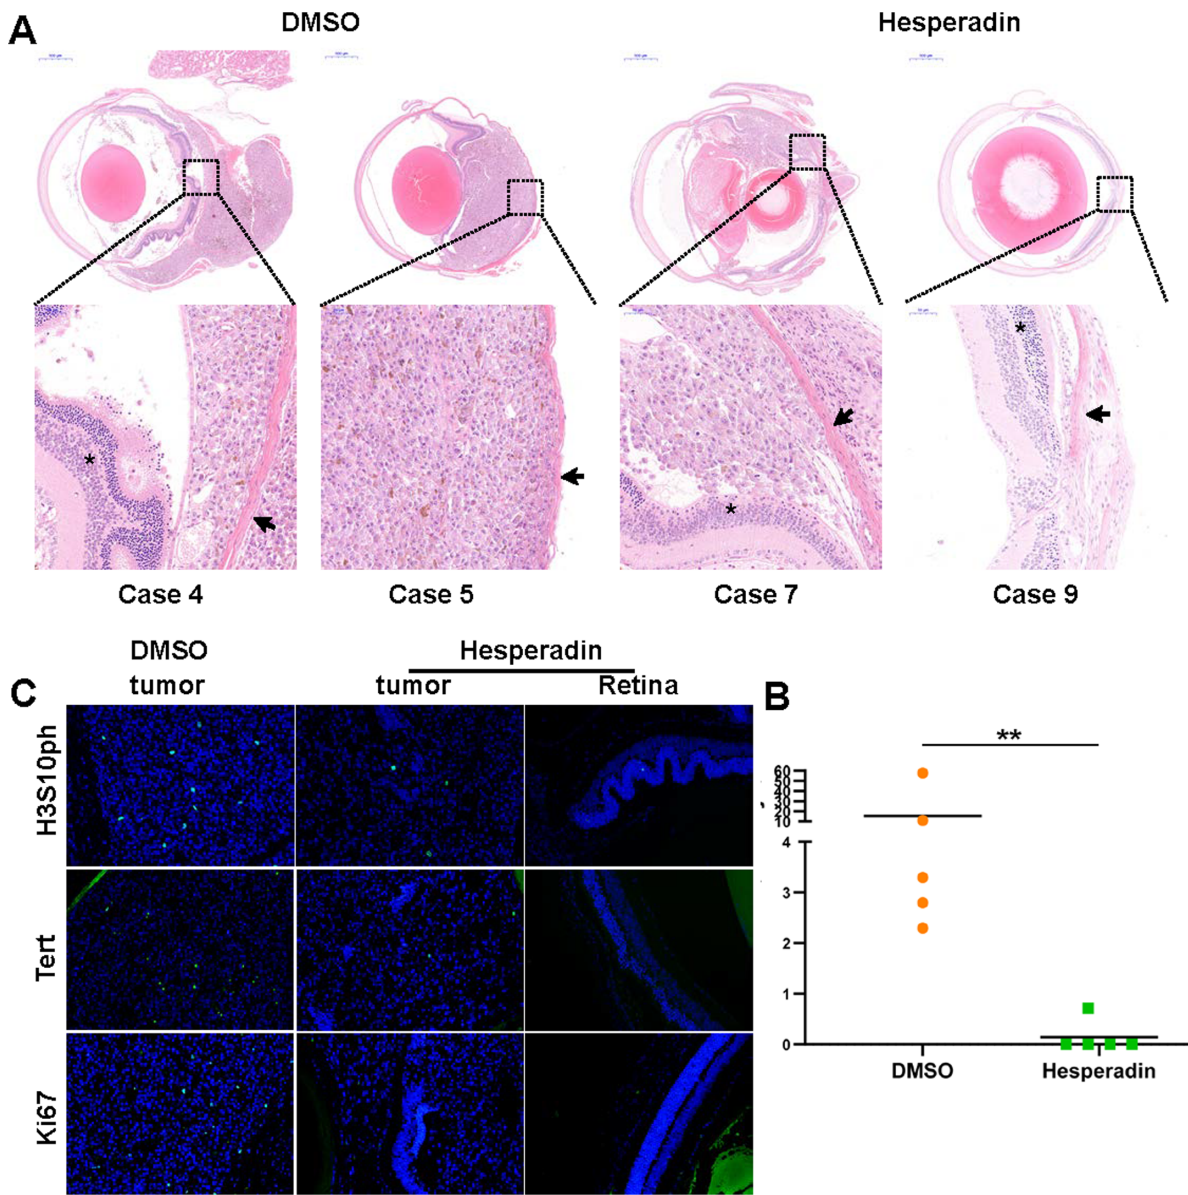 A
DMSO
Hesperadin
*
*
*
Case 4
Case 5
Case 7
Case 9
C
DMSO
tumor
Hesperadin
tumor
Retina
H3S10ph
Tert
Ki67
B
**
60
50
40
30
20
10
4
3
2
1
0
DMSO
Hesperadin